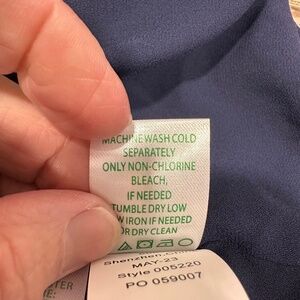 MACHINE WASH COLD
SEPARATELY
ONLY NON-CHLORINE
BLEACH,
IF NEEDED
TUMBLE DRY LOW
IRON IF NEEDED
OR DRY CLEAN
Shenzhen,
MAY-23
Style 005220
PO 059007